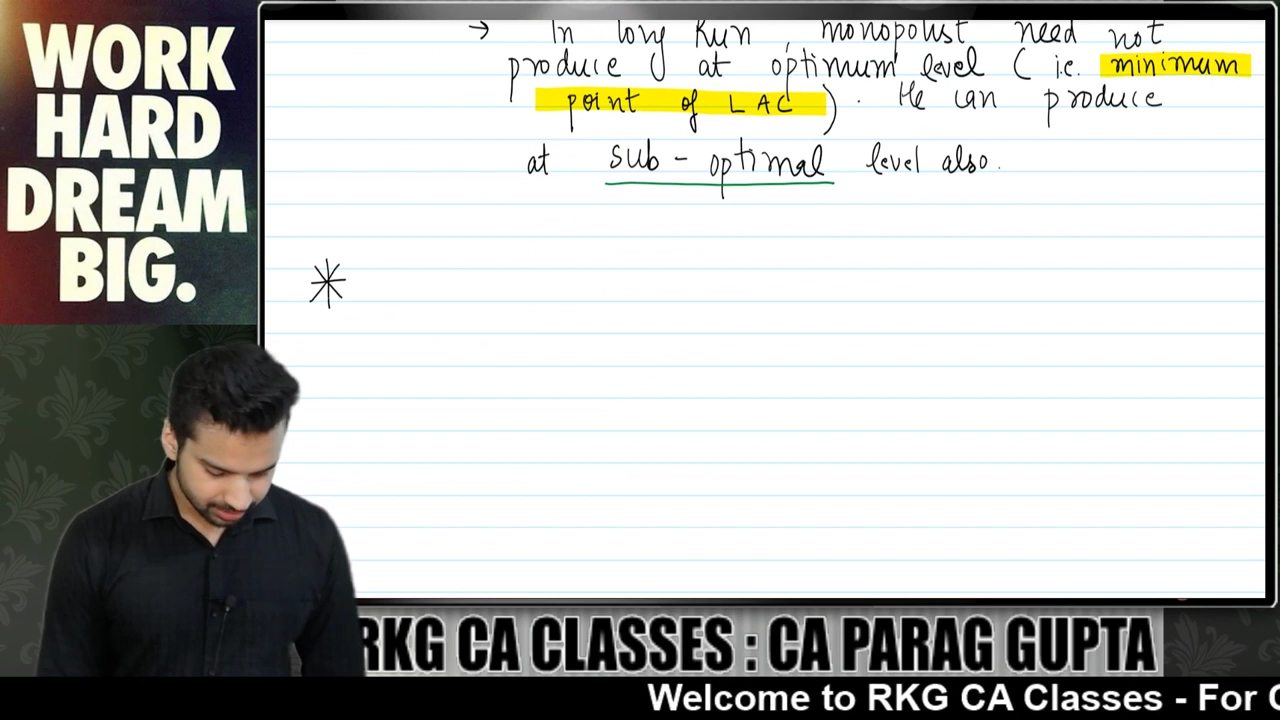 WORK
HARD
DREAM
BIG.
→ In long Run, monopolist need not
produce at optimum level ( i.e. minimum
point of LAC ). He can produce
at sub - optimal level also.
*
RKG CA CLASSES : CA PARAG GUPTA
Welcome to RKG CA Classes - For C